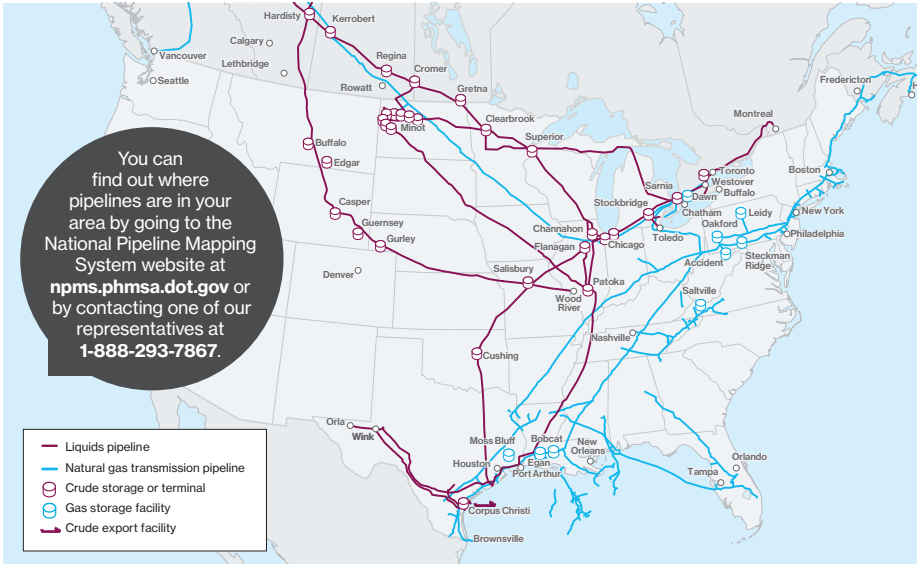 Hardisty
Kerrobert
Calgary
Vancouver
Lethbridge
Regina
Cromer
Seattle
Rowatt
Gretna
Fredericton
H
Minot
Clearbrook
Montreal
Superior
Buffalo
Edgar
Toronto
Westover
Buffalo
Boston
Sarnia
Dawn
Casper
Stockbridge
Chatham
Leidy
New York
Guernsey
Oakford
Channahon
Toledo
Philadelphia
Gurley
Flanagan
Chicago
Accident
Steckman
Ridge
Denver
Salisbury
Patoka
Saltville
Wood
River
Nashville
Cushing
Orla
Wink
Moss Bluff
Bobcat
New
Orleans
Houston
Egan
Port Arthur
Orlando
Tampa
Corpus Christi
Brownsville
You can
find out where
pipelines are in your
area by going to the
National Pipeline Mapping
System website at
npms.phmsa.dot.gov or
by contacting one of our
representatives at
1-888-293-7867.
Liquids pipeline
Natural gas transmission pipeline
Crude storage or terminal
Gas storage facility
Crude export facility